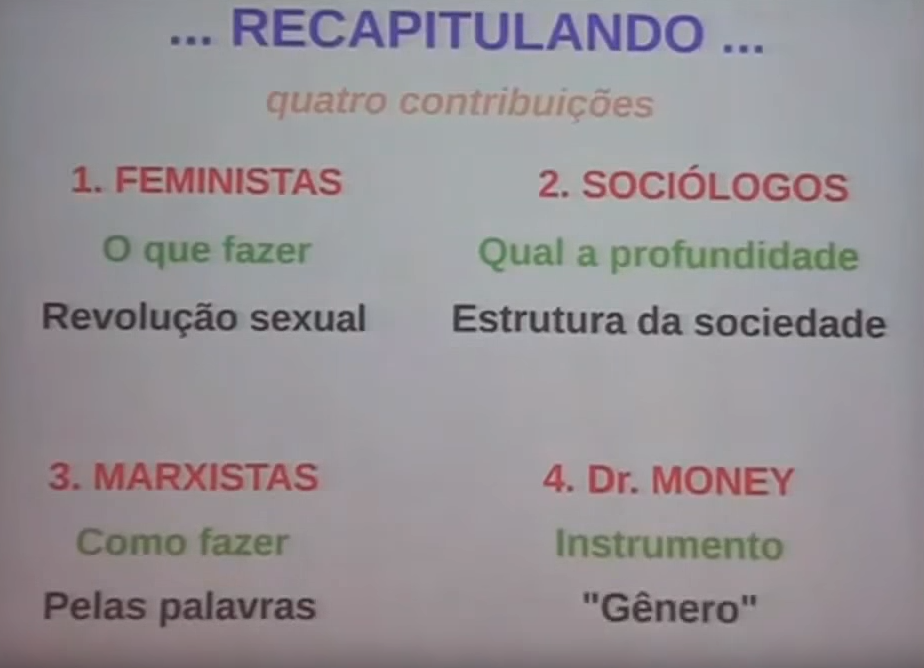 ... RECAPITULANDO ...
quatro contribuições
1. FEMINISTAS
O que fazer
Revolução sexual
2. SOCIÓLOGOS
Qual a profundidade
Estrutura da sociedade
3. MARXISTAS
Como fazer
Pelas palavras
4. Dr. MONEY
Instrumento
"Gênero"